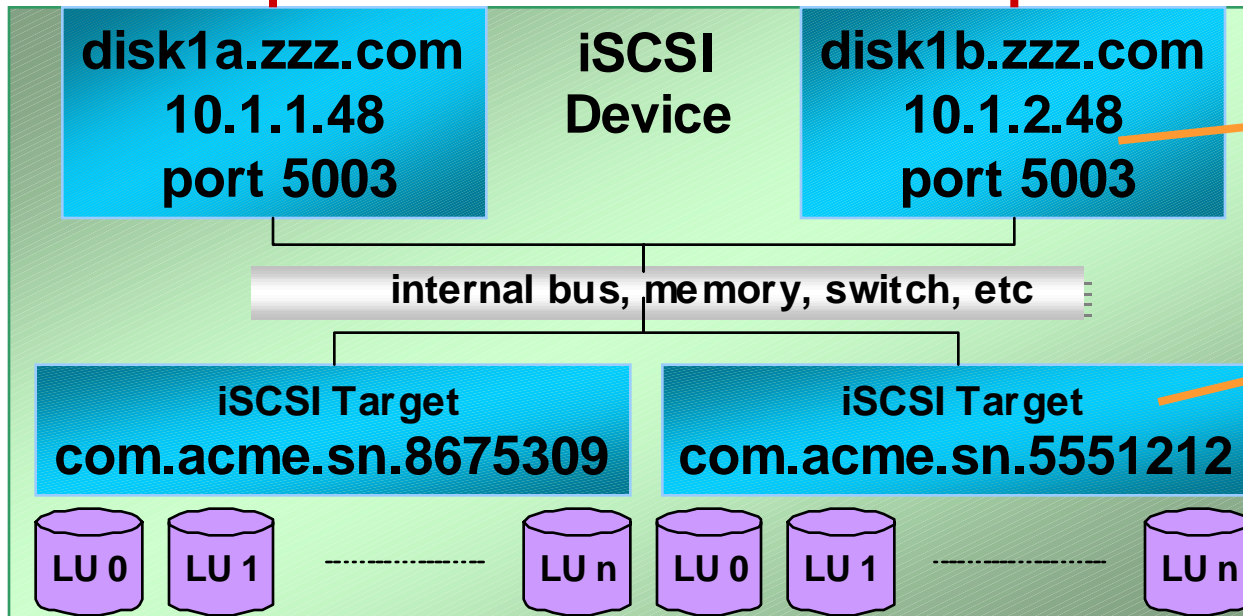 disk1a.zzz.com
10.1.1.48
port 5003
iSCSI
Device
disk1b.zzz.com
10.1.2.48
port 5003
internal bus, memory, switch, etc
iSCSI Target
com.acme.sn.8675309
iSCSI Target
com.acme.sn.5551212
LU 0
LU 1
LU n
LU 0
LU 1
LU n